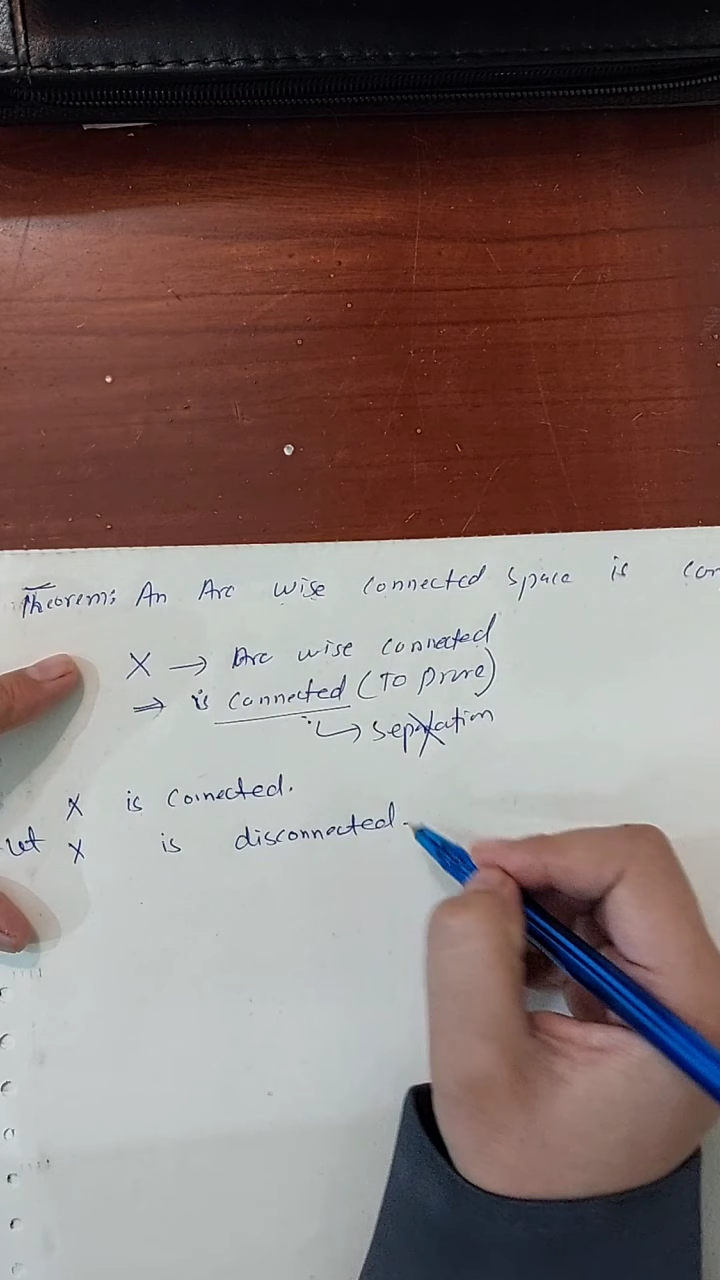 Theorem: An Arc wise connected space is con
X → Arc wise connected
⇒ is connected (To prove)
↳ separation
X is connected.
Let X is disconnected.